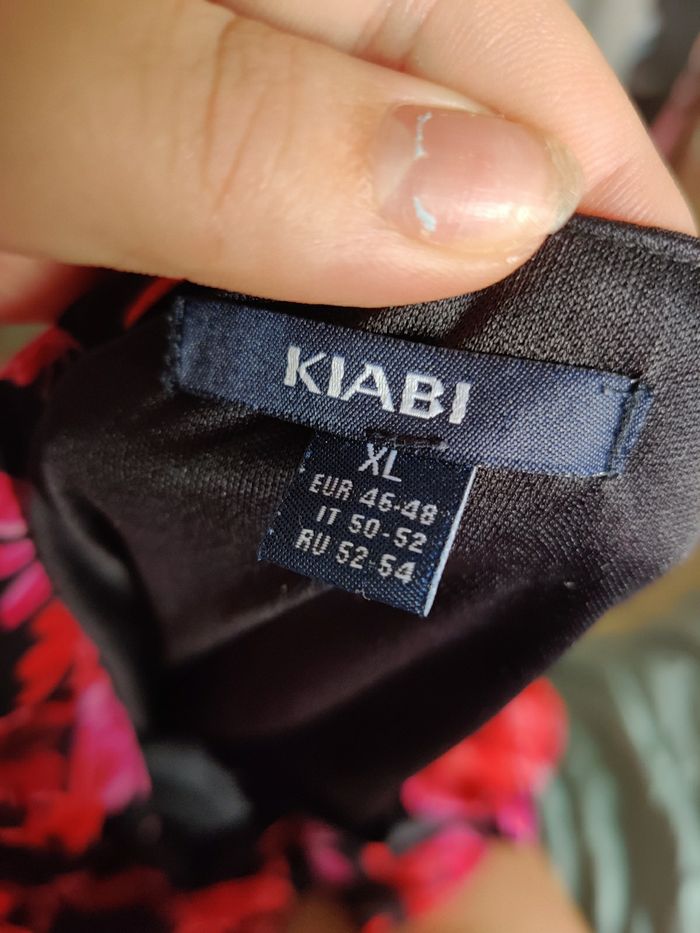 KIABI
XL
EUR 46-48
IT 50-52
RU 52-54